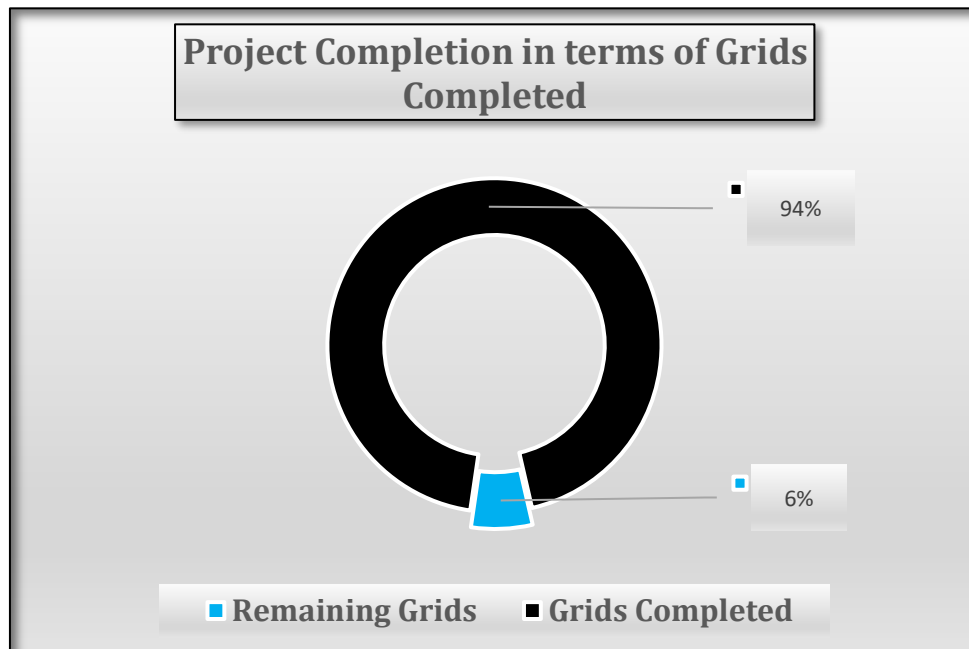 Project Completion in terms of Grids
Completed
94%
6%
Remaining Grids Grids Completed